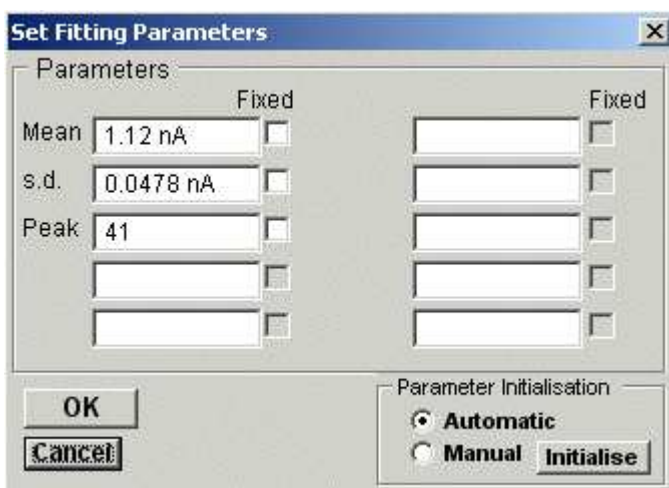 Set Fitting Parameters
Parameters
Fixed Fixed
Mean 1.12 nA
s.d. 0.0478 nA
Peak 41
OK
Cancel
Parameter Initialisation
Automatic
Manual Initialise